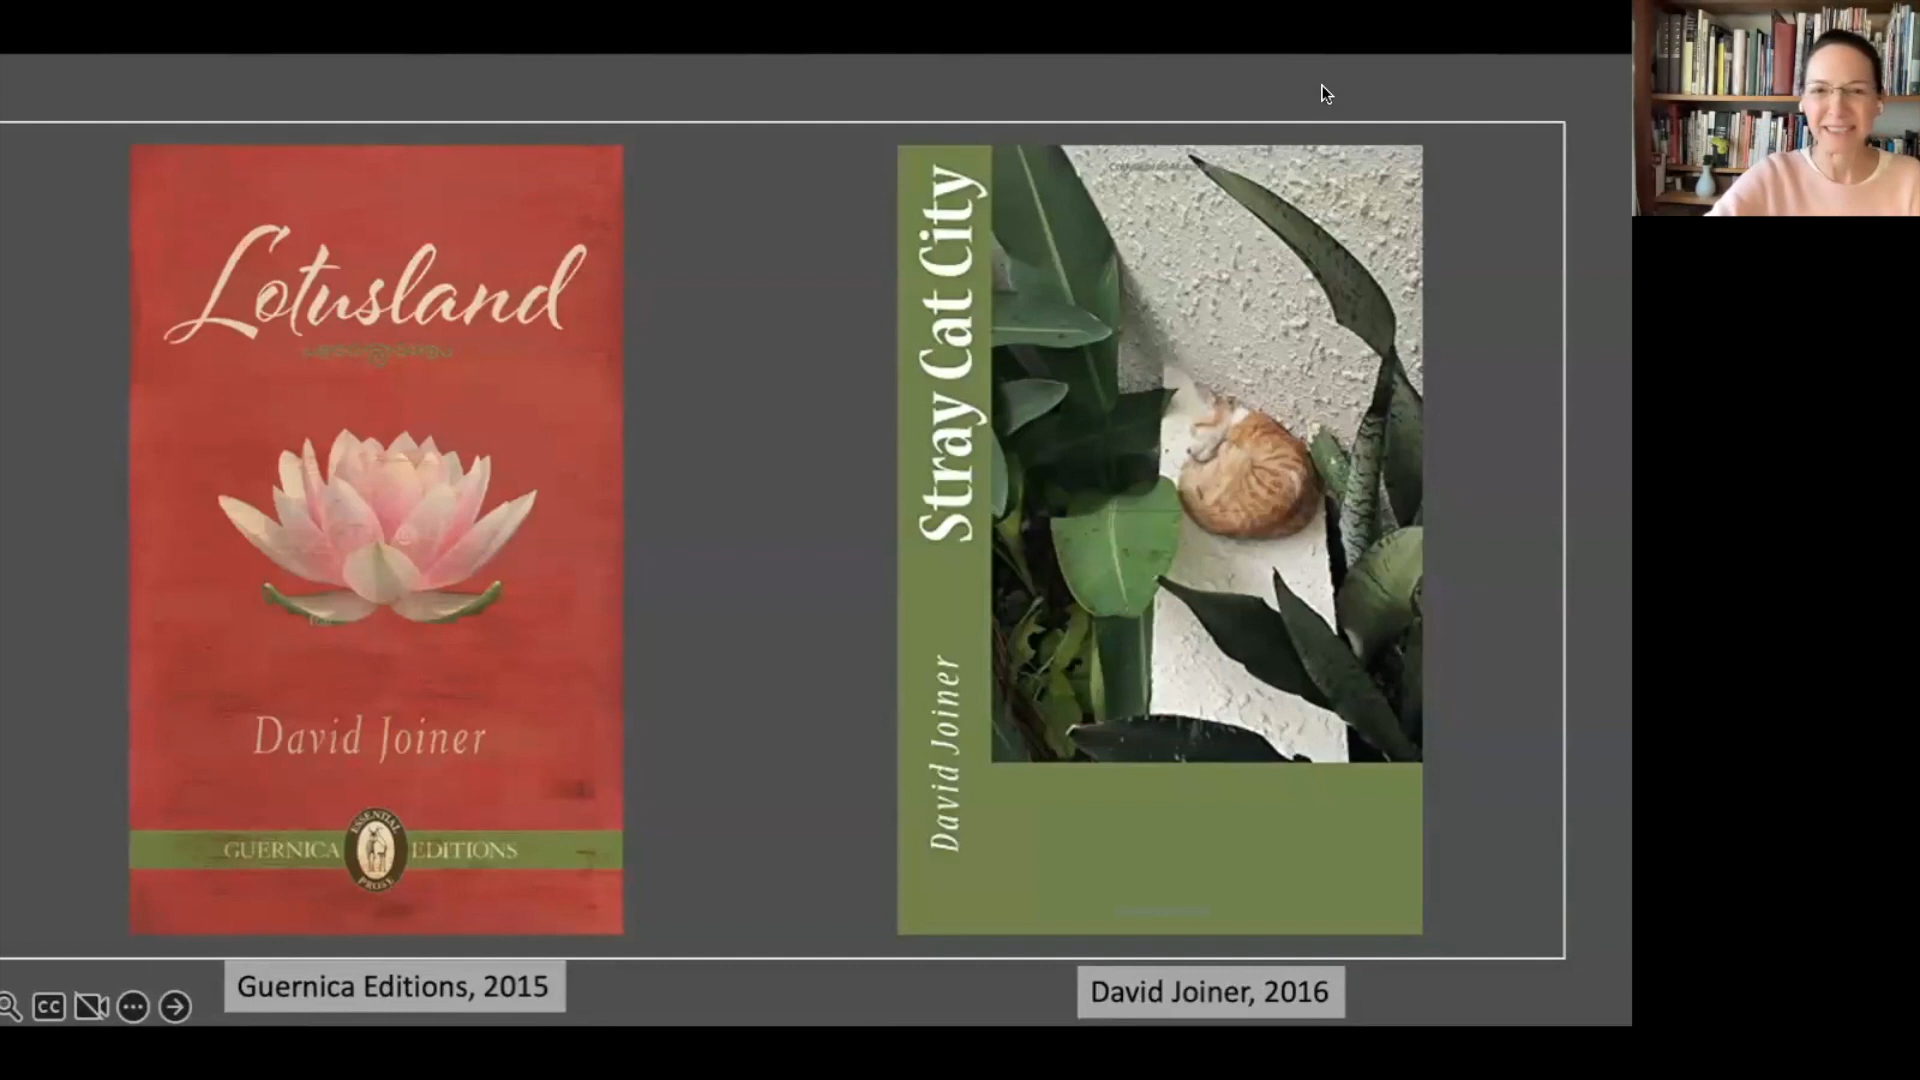 Lotusland
David Joiner
GUERNICA EDITIONS
ESSENTIAL
PROSE
Guernica Editions, 2015
Stray Cat City
David Joiner
David Joiner, 2016
CC